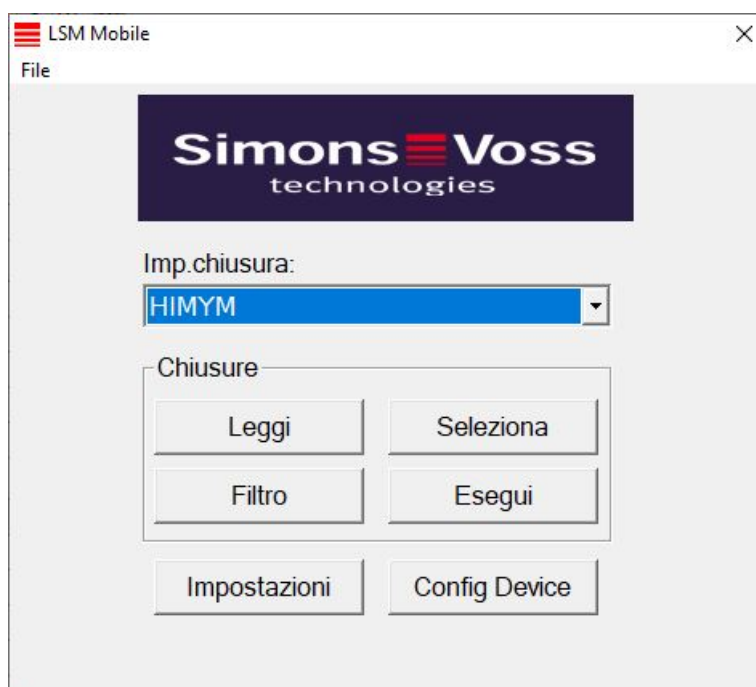 LSM Mobile
File
Simons Voss
technologies
Imp.chiusura:
HIMYM
Chiusure
Leggi Seleziona
Filtro Esegui
Impostazioni Config Device